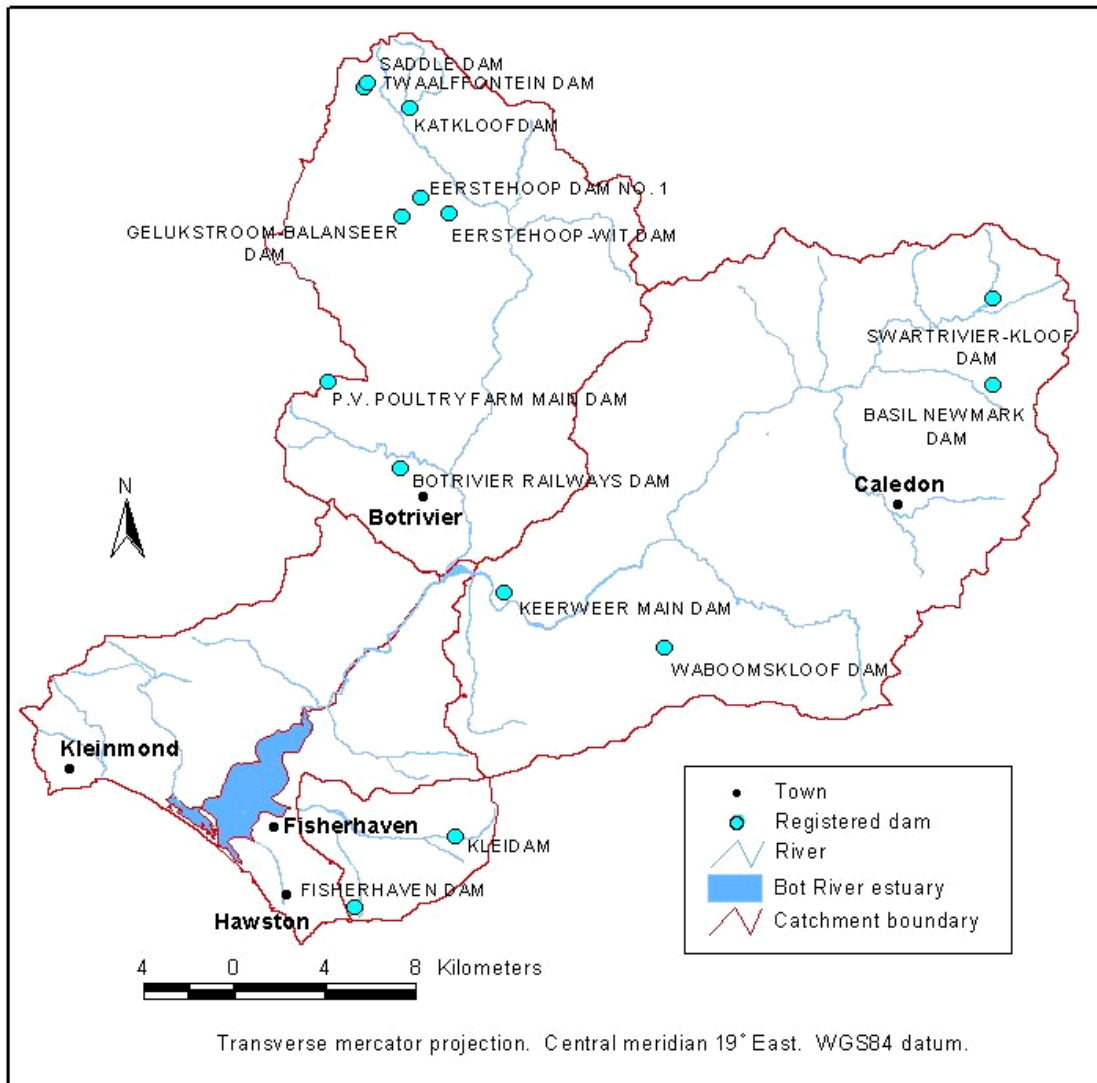 SADDLE DAM
TWAALFFONTEIN DAM
KATKLOOFDAM
EERSTEHOOP DAM NO. 1
GELUKSTROOM-BALANSEER
DAM
EERSTEHOOP-WIT DAM
SWARTRIVIER-KLOOF
DAM
P.V. POULTRY FARM MAIN DAM
BASIL NEWMARK
DAM
BOTRIVIER RAILWAYS DAM
Caledon
N
Botrivier
KEERWEER MAIN DAM
WABOOMSKLOOF DAM
Kleinmond
Fisherhaven
KLEIDAM
FISHERHAVEN DAM
Hawston
Town
Registered dam
River
Bot River estuary
Catchment boundary
4 0 4 8 Kilometers
Transverse mercator projection. Central meridian 19° East. WGS84 datum.